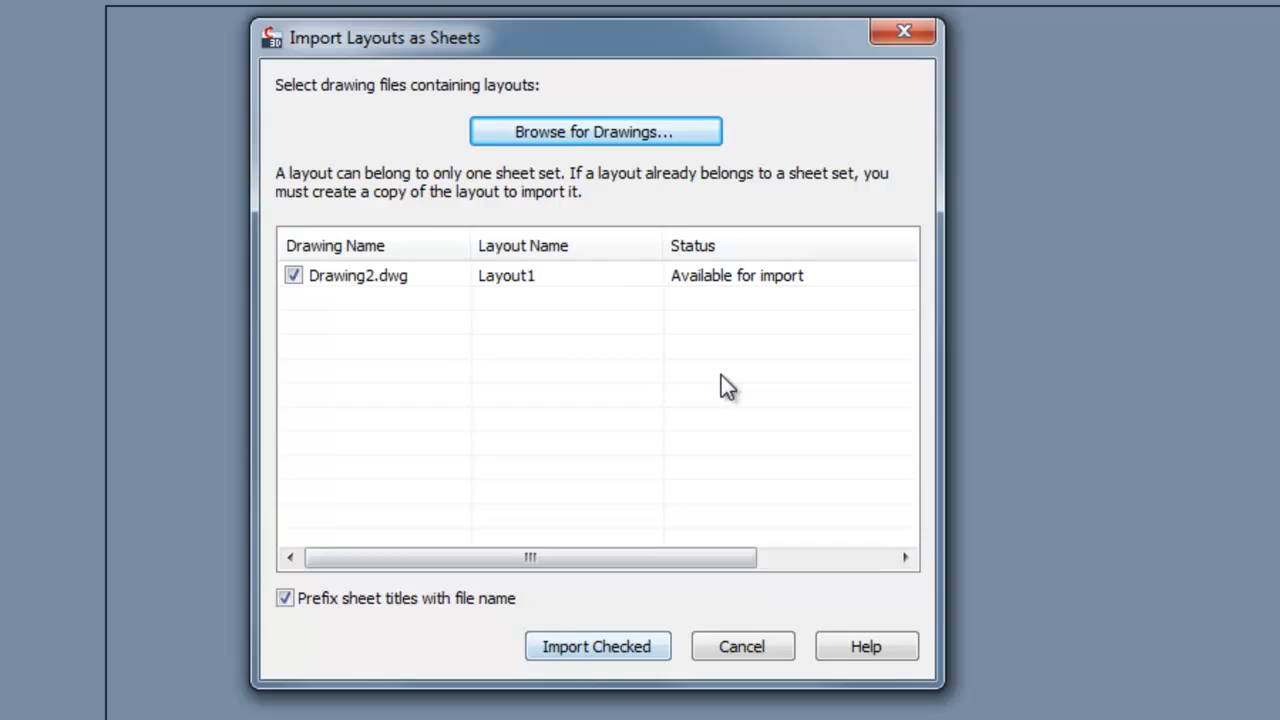 Import Layouts as Sheets
Select drawing files containing layouts:
Browse for Drawings...
A layout can belong to only one sheet set. If a layout already belongs to a sheet set, you
must create a copy of the layout to import it.
Drawing Name Layout Name Status
Drawing2.dwg Layout1 Available for import
Prefix sheet titles with file name
Import Checked Cancel Help